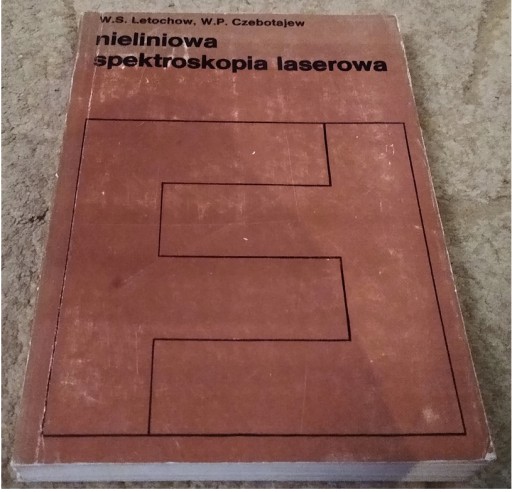 W.S. Letochow, W.P. Czebotajew
nieliniowa
spektroskopia laserowa